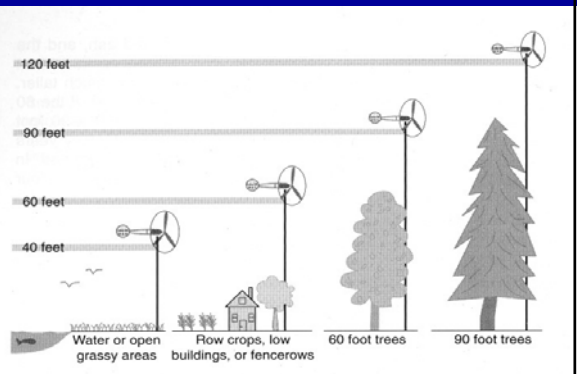 120 feet
90 feet
60 feet
40 feet
Water or open
grassy areas
Row crops, low
buildings, or fencerows
60 foot trees
90 foot trees